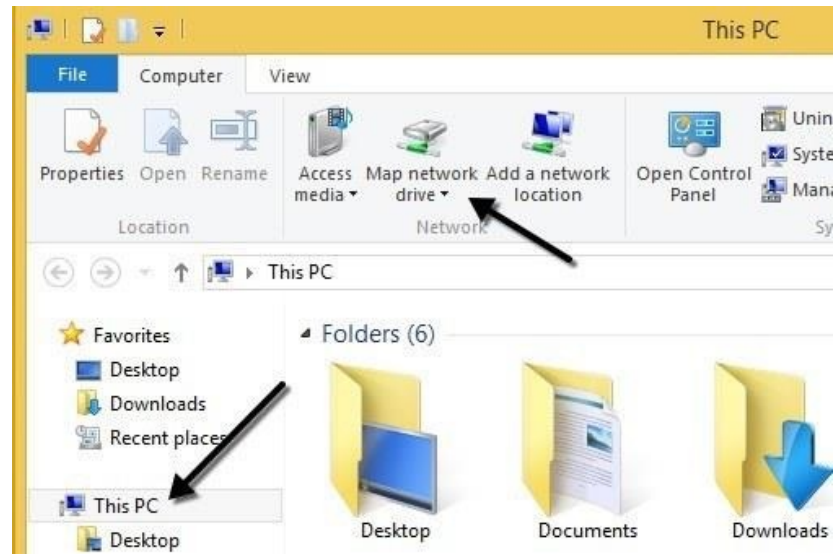 This PC
File Computer View
Properties Open Rename
Access media
Map network drive
Add a network location
Open Control Panel
Location
Network
This PC
Favorites
Desktop
Downloads
Recent places
This PC
Desktop
Folders (6)
Desktop Documents Downloads